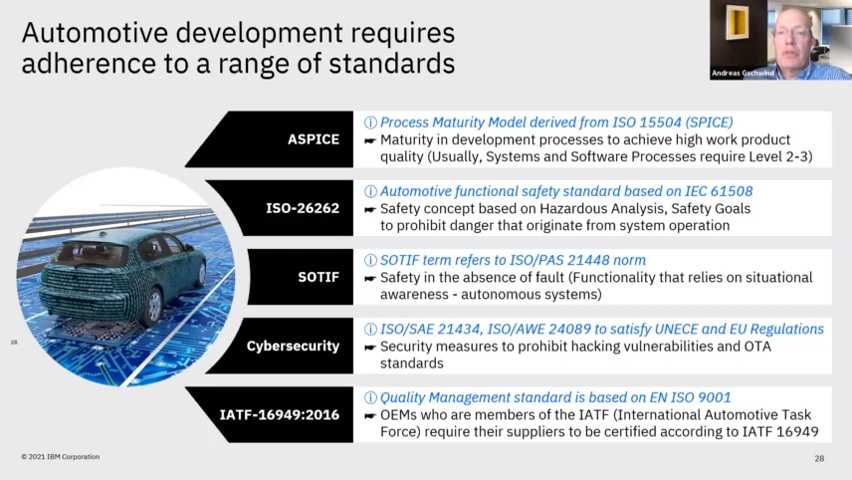 Automotive development requires
adherence to a range of standards
Andreas Gschwind
ASPICE
ⓘ Process Maturity Model derived from ISO 15504 (SPICE)
☛ Maturity in development processes to achieve high work product
quality (Usually, Systems and Software Processes require Level 2-3)
ISO-26262
ⓘ Automotive functional safety standard based on IEC 61508
☛ Safety concept based on Hazardous Analysis, Safety Goals
to prohibit danger that originate from system operation
SOTIF
ⓘ SOTIF term refers to ISO/PAS 21448 norm
☛ Safety in the absence of fault (Functionality that relies on situational
awareness - autonomous systems)
Cybersecurity
ⓘ ISO/SAE 21434, ISO/AWE 24089 to satisfy UNECE and EU Regulations
☛ Security measures to prohibit hacking vulnerabilities and OTA
standards
IATF-16949:2016
ⓘ Quality Management standard is based on EN ISO 9001
☛ OEMs who are members of the IATF (International Automotive Task
Force) require their suppliers to be certified according to IATF 16949
28
© 2021 IBM Corporation
28